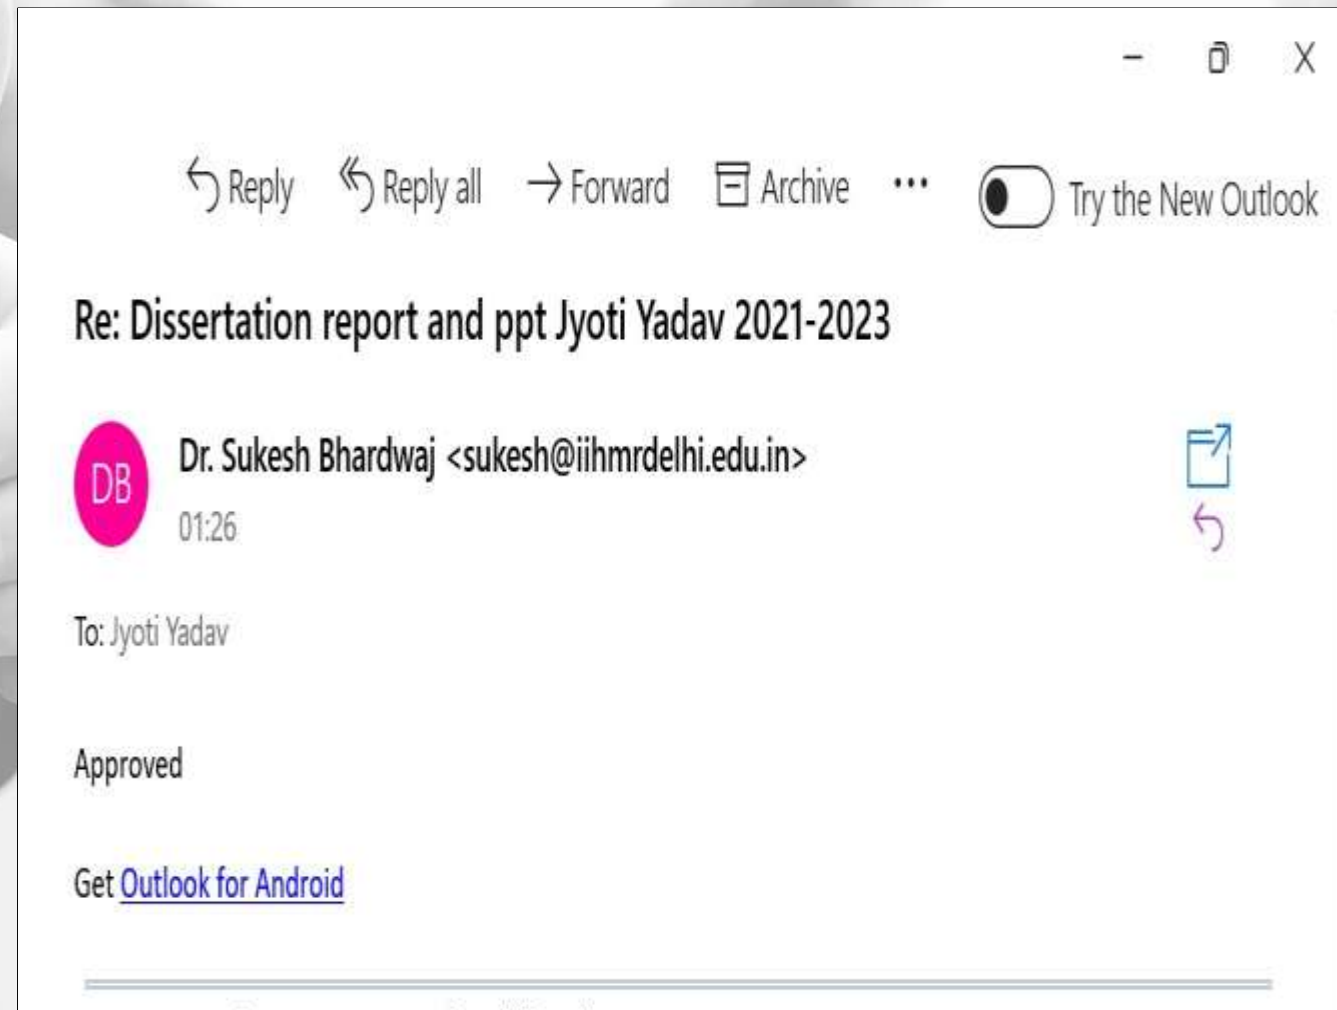 Reply Reply all Forward Archive ... Try the New Outlook
Re: Dissertation report and ppt Jyoti Yadav 2021-2023
DB
Dr. Sukesh Bhardwaj <sukesh@iihmrdelhi.edu.in>
01:26
To: Jyoti Yadav
Approved
Get Outlook for Android